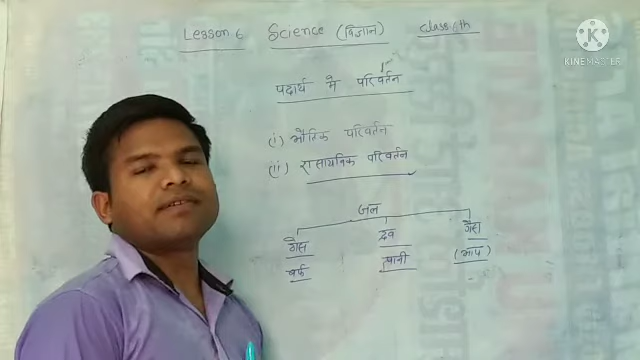 Lesson 6 Science (विज्ञान) class 6th
KINEMASTER
पदार्थ में परिवर्तन
(i) भौतिक परिवर्तन
(ii) रासायनिक परिवर्तन
जल
गैस द्रव गैस
बर्फ पानी (भाप)